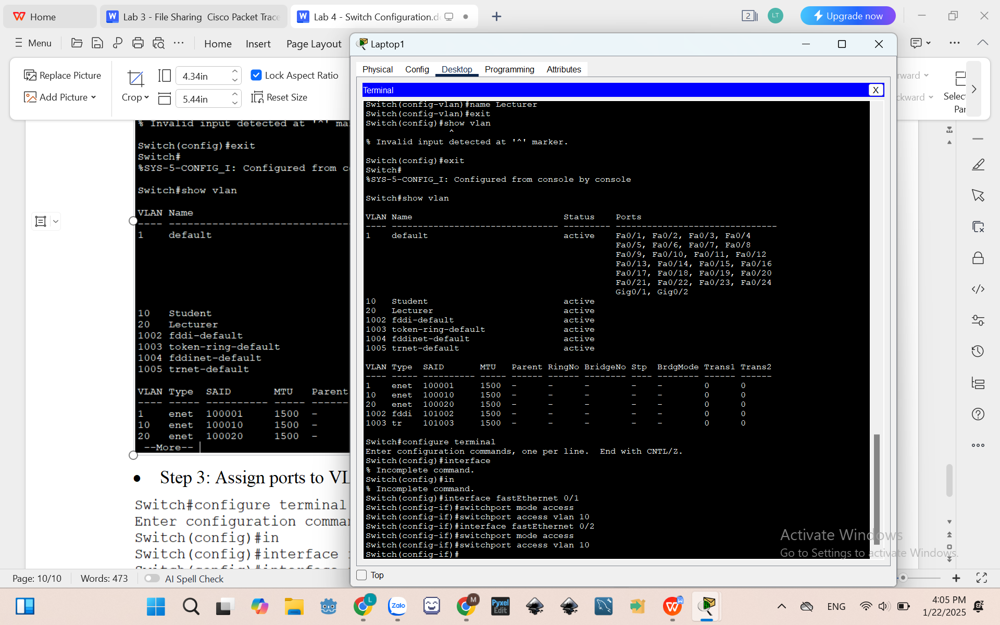 Home
Lab 3 - File Sharing Cisco Packet Trace
Lab 4 - Switch Configuration.d
2
LT
Upgrade now
Menu
Home
Insert
Page Layout
Replace Picture
Add Picture
Crop
4.34in
5.44in
Lock Aspect Ratio
Reset Size
rward
ckward
Selec
Par
% Invalid input detected at '^' ma
Switch(config)#exit
Switch#
%SYS-5-CONFIG_I: Configured from c
Switch#show vlan
VLAN Name
---- --------------------------------
1 default
10 Student
20 Lecturer
1002 fddi-default
1003 token-ring-default
1004 fddinet-default
1005 trnet-default
VLAN Type SAID MTU Parent
---- ----- ---------- ----- ------
1 enet 100001 1500 -
10 enet 100010 1500 -
20 enet 100020 1500 -
--More--
• Step 3: Assign ports to VL
Switch#configure terminal
Enter configuration comma
Switch(config)#in
Switch(config)#interface
Laptop1
Physical Config Desktop Programming Attributes
Terminal
X
Switch(config-vlan)#name Lecturer
Switch(config-vlan)#exit
Switch(config)#show vlan
^
% Invalid input detected at '^' marker.
Switch(config)#exit
Switch#
%SYS-5-CONFIG_I: Configured from console by console
Switch#show vlan
VLAN Name Status Ports
---- -------------------------------- --------- -------------------------------
1 default active Fa0/1, Fa0/2, Fa0/3, Fa0/4
Fa0/5, Fa0/6, Fa0/7, Fa0/8
Fa0/9, Fa0/10, Fa0/11, Fa0/12
Fa0/13, Fa0/14, Fa0/15, Fa0/16
Fa0/17, Fa0/18, Fa0/19, Fa0/20
Fa0/21, Fa0/22, Fa0/23, Fa0/24
Gig0/1, Gig0/2
10 Student active
20 Lecturer active
1002 fddi-default active
1003 token-ring-default active
1004 fddinet-default active
1005 trnet-default active
VLAN Type SAID MTU Parent RingNo BridgeNo Stp BrdgMode Trans1 Trans2
---- ----- ---------- ----- ------ ------ -------- ---- -------- ------ ------
1 enet 100001 1500 - - - - - 0 0
10 enet 100010 1500 - - - - - 0 0
20 enet 100020 1500 - - - - - 0 0
1002 fddi 101002 1500 - - - - - 0 0
1003 tr 101003 1500 - - - - - 0 0
Switch#configure terminal
Enter configuration commands, one per line. End with CNTL/Z.
Switch(config)#interface
% Incomplete command.
Switch(config)#in
% Incomplete command.
Switch(config)#interface fastEthernet 0/1
Switch(config-if)#switchport mode access
Switch(config-if)#switchport access vlan 10
Switch(config-if)#interface fastEthernet 0/2
Switch(config-if)#switchport mode access
Switch(config-if)#switchport access vlan 10
Switch(config-if)#
Top
Activate Windows
Go to Settings to activate Windows.
Page: 10/10
Words: 473
AI Spell Check
L
Zalo
M
Pyxel
Edit
ENG
4:05 PM
1/22/2025